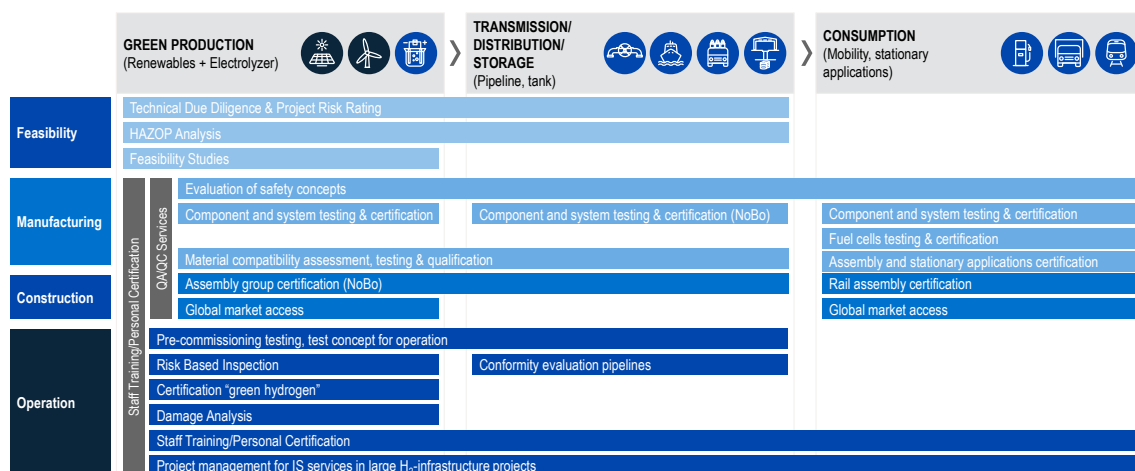 GREEN PRODUCTION
(Renewables + Electrolyzer)
TRANSMISSION/
DISTRIBUTION/
STORAGE
(Pipeline, tank)
CONSUMPTION
(Mobility, stationary
applications)
Feasibility
Technical Due Diligence & Project Risk Rating
HAZOP Analysis
Feasibility Studies
Manufacturing
Staff Training/Personal Certification
QA/QC Services
Evaluation of safety concepts
Component and system testing & certification
Component and system testing & certification (NoBo)
Component and system testing & certification
Fuel cells testing & certification
Material compatibility assessment, testing & qualification
Assembly and stationary applications certification
Construction
Assembly group certification (NoBo)
Rail assembly certification
Global market access
Global market access
Operation
Pre-commissioning testing, test concept for operation
Risk Based Inspection
Conformity evaluation pipelines
Certification “green hydrogen”
Damage Analysis
Staff Training/Personal Certification
Project management for IS services in large H₂-infrastructure projects